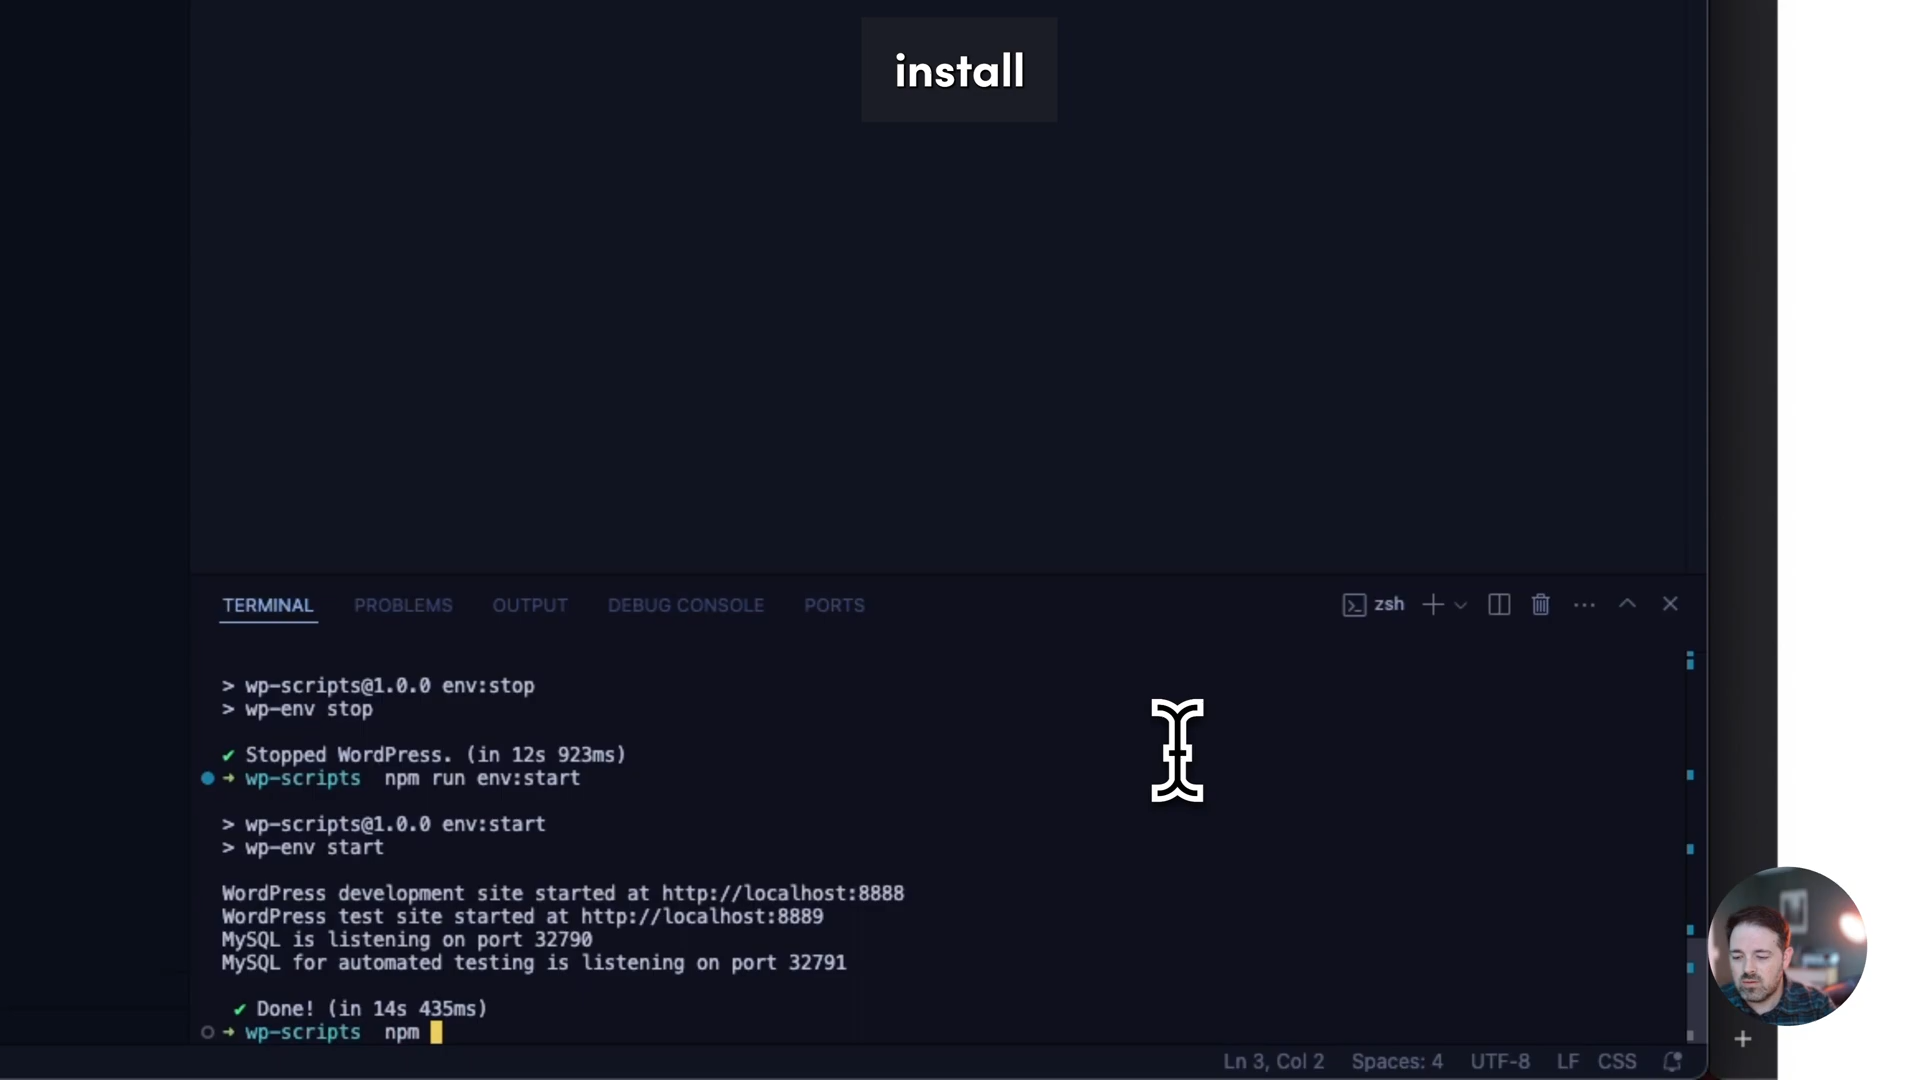 install
TERMINAL PROBLEMS OUTPUT DEBUG CONSOLE PORTS zsh
> wp-scripts@1.0.0 env:stop
> wp-env stop
✔ Stopped WordPress. (in 12s 923ms)
➜ wp-scripts npm run env:start
> wp-scripts@1.0.0 env:start
> wp-env start
WordPress development site started at http://localhost:8888
WordPress test site started at http://localhost:8889
MySQL is listening on port 32790
MySQL for automated testing is listening on port 32791
✔ Done! (in 14s 435ms)
➜ wp-scripts npm
Ln 3, Col 2 Spaces: 4 UTF-8 LF CSS